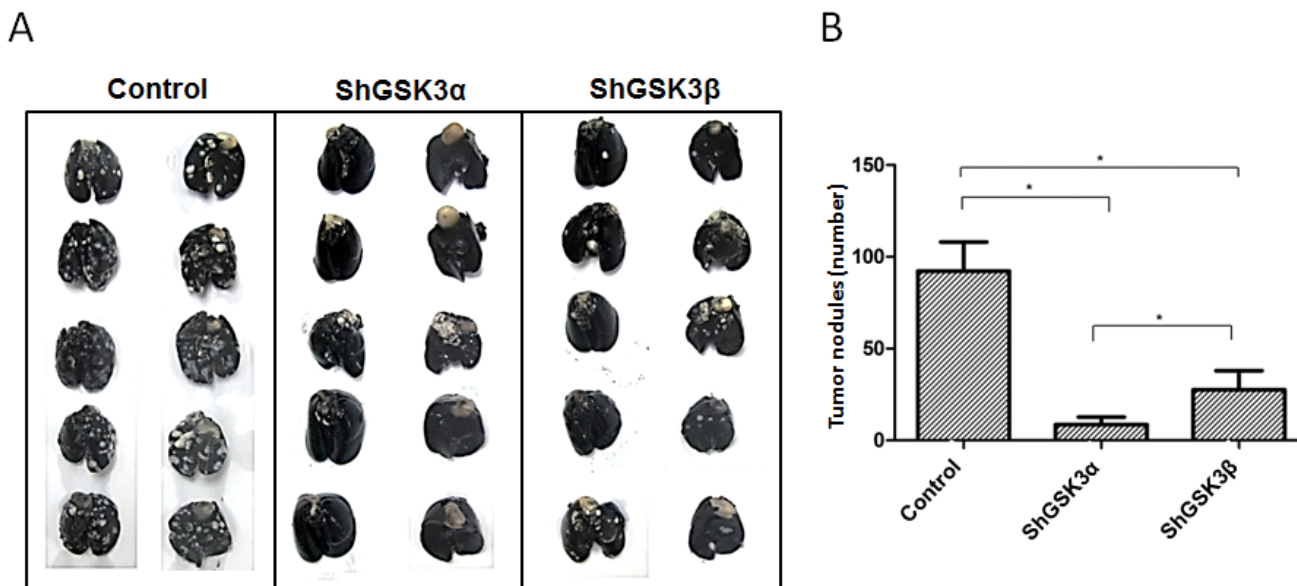 A
Control ShGSK3α ShGSK3β
B
Tumor nodules (number)
150
100
50
0
*
*
*
Control
ShGSK3α
ShGSK3β